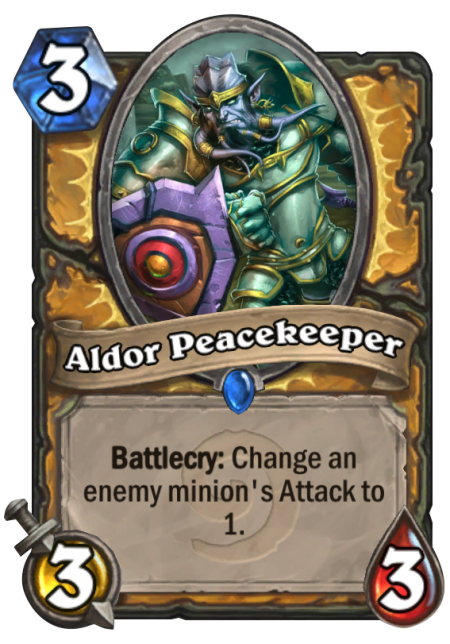 3
Aldor Peacekeeper
Battlecry: Change an
enemy minion's Attack to
1.
3
3